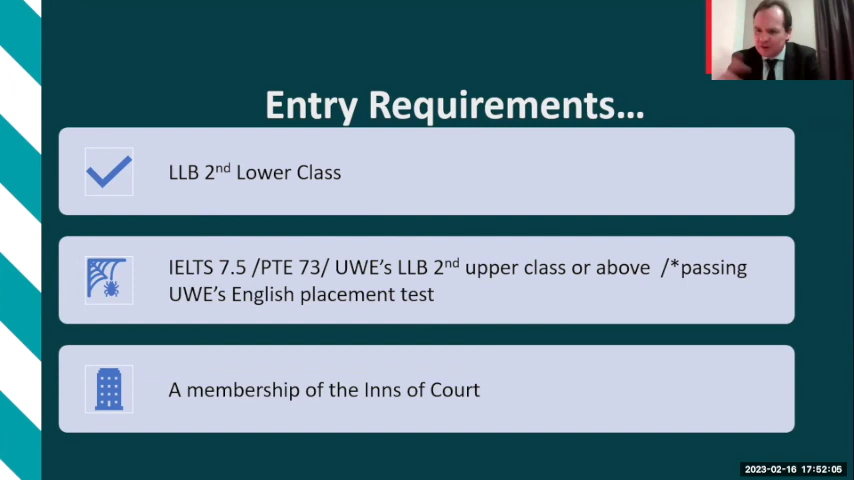 Entry Requirements...
LLB 2nd Lower Class
IELTS 7.5 /PTE 73/ UWE’s LLB 2nd upper class or above /*passing
UWE’s English placement test
A membership of the Inns of Court
2023-02-16 17:52:05